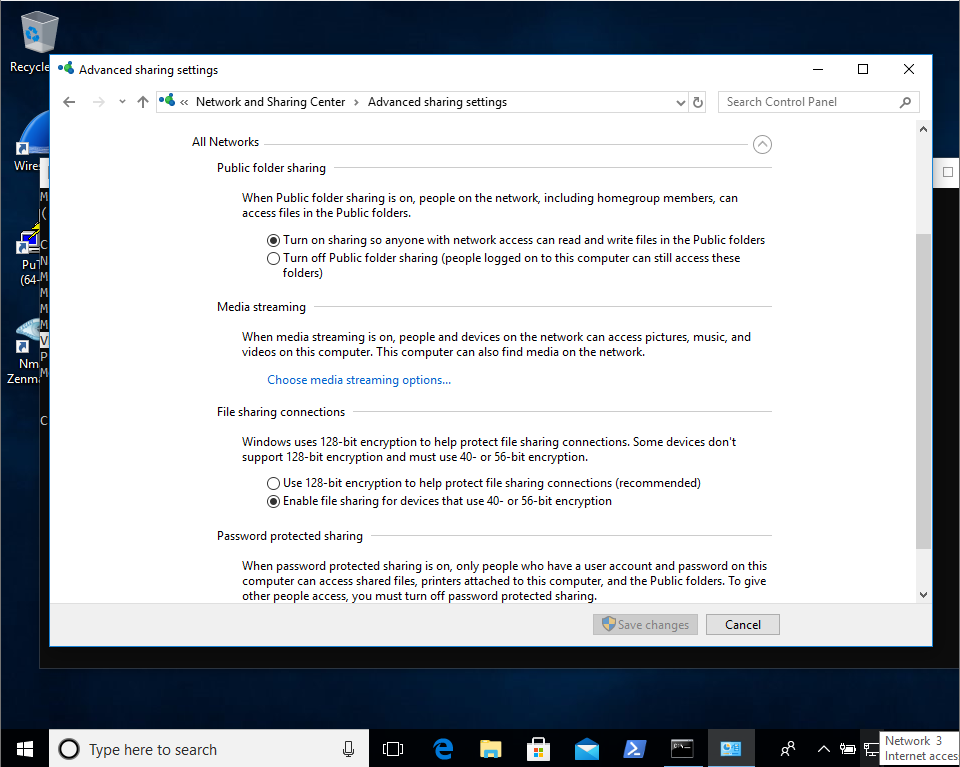 Recycle
Advanced sharing settings
« Network and Sharing Center › Advanced sharing settings
Search Control Panel
All Networks
Public folder sharing
When Public folder sharing is on, people on the network, including homegroup members, can
access files in the Public folders.
Turn on sharing so anyone with network access can read and write files in the Public folders
Turn off Public folder sharing (people logged on to this computer can still access these
folders)
Media streaming
When media streaming is on, people and devices on the network can access pictures, music, and
videos on this computer. This computer can also find media on the network.
Choose media streaming options...
File sharing connections
Windows uses 128-bit encryption to help protect file sharing connections. Some devices don't
support 128-bit encryption and must use 40- or 56-bit encryption.
Use 128-bit encryption to help protect file sharing connections (recommended)
Enable file sharing for devices that use 40- or 56-bit encryption
Password protected sharing
When password protected sharing is on, only people who have a user account and password on this
computer can access shared files, printers attached to this computer, and the Public folders. To give
other people access, you must turn off password protected sharing.
Save changes
Cancel
Wires
PuT
(64-
Nm
Zenma
M
(
C
N
M
M
M
M
V
P
M
C
Type here to search
Network 3
Internet acces